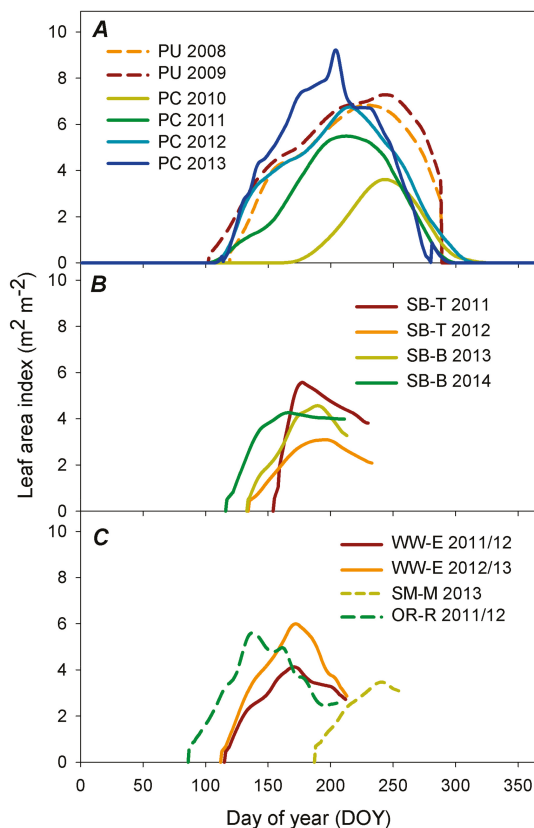 A
PU 2008
PU 2009
PC 2010
PC 2011
PC 2012
PC 2013
10
8
6
4
2
0
B
SB-T 2011
SB-T 2012
SB-B 2013
SB-B 2014
10
8
6
4
2
0
C
WW-E 2011/12
WW-E 2012/13
SM-M 2013
OR-R 2011/12
10
8
6
4
2
0
Leaf area index (m² m⁻²)
0 50 100 150 200 250 300 350
Day of year (DOY)